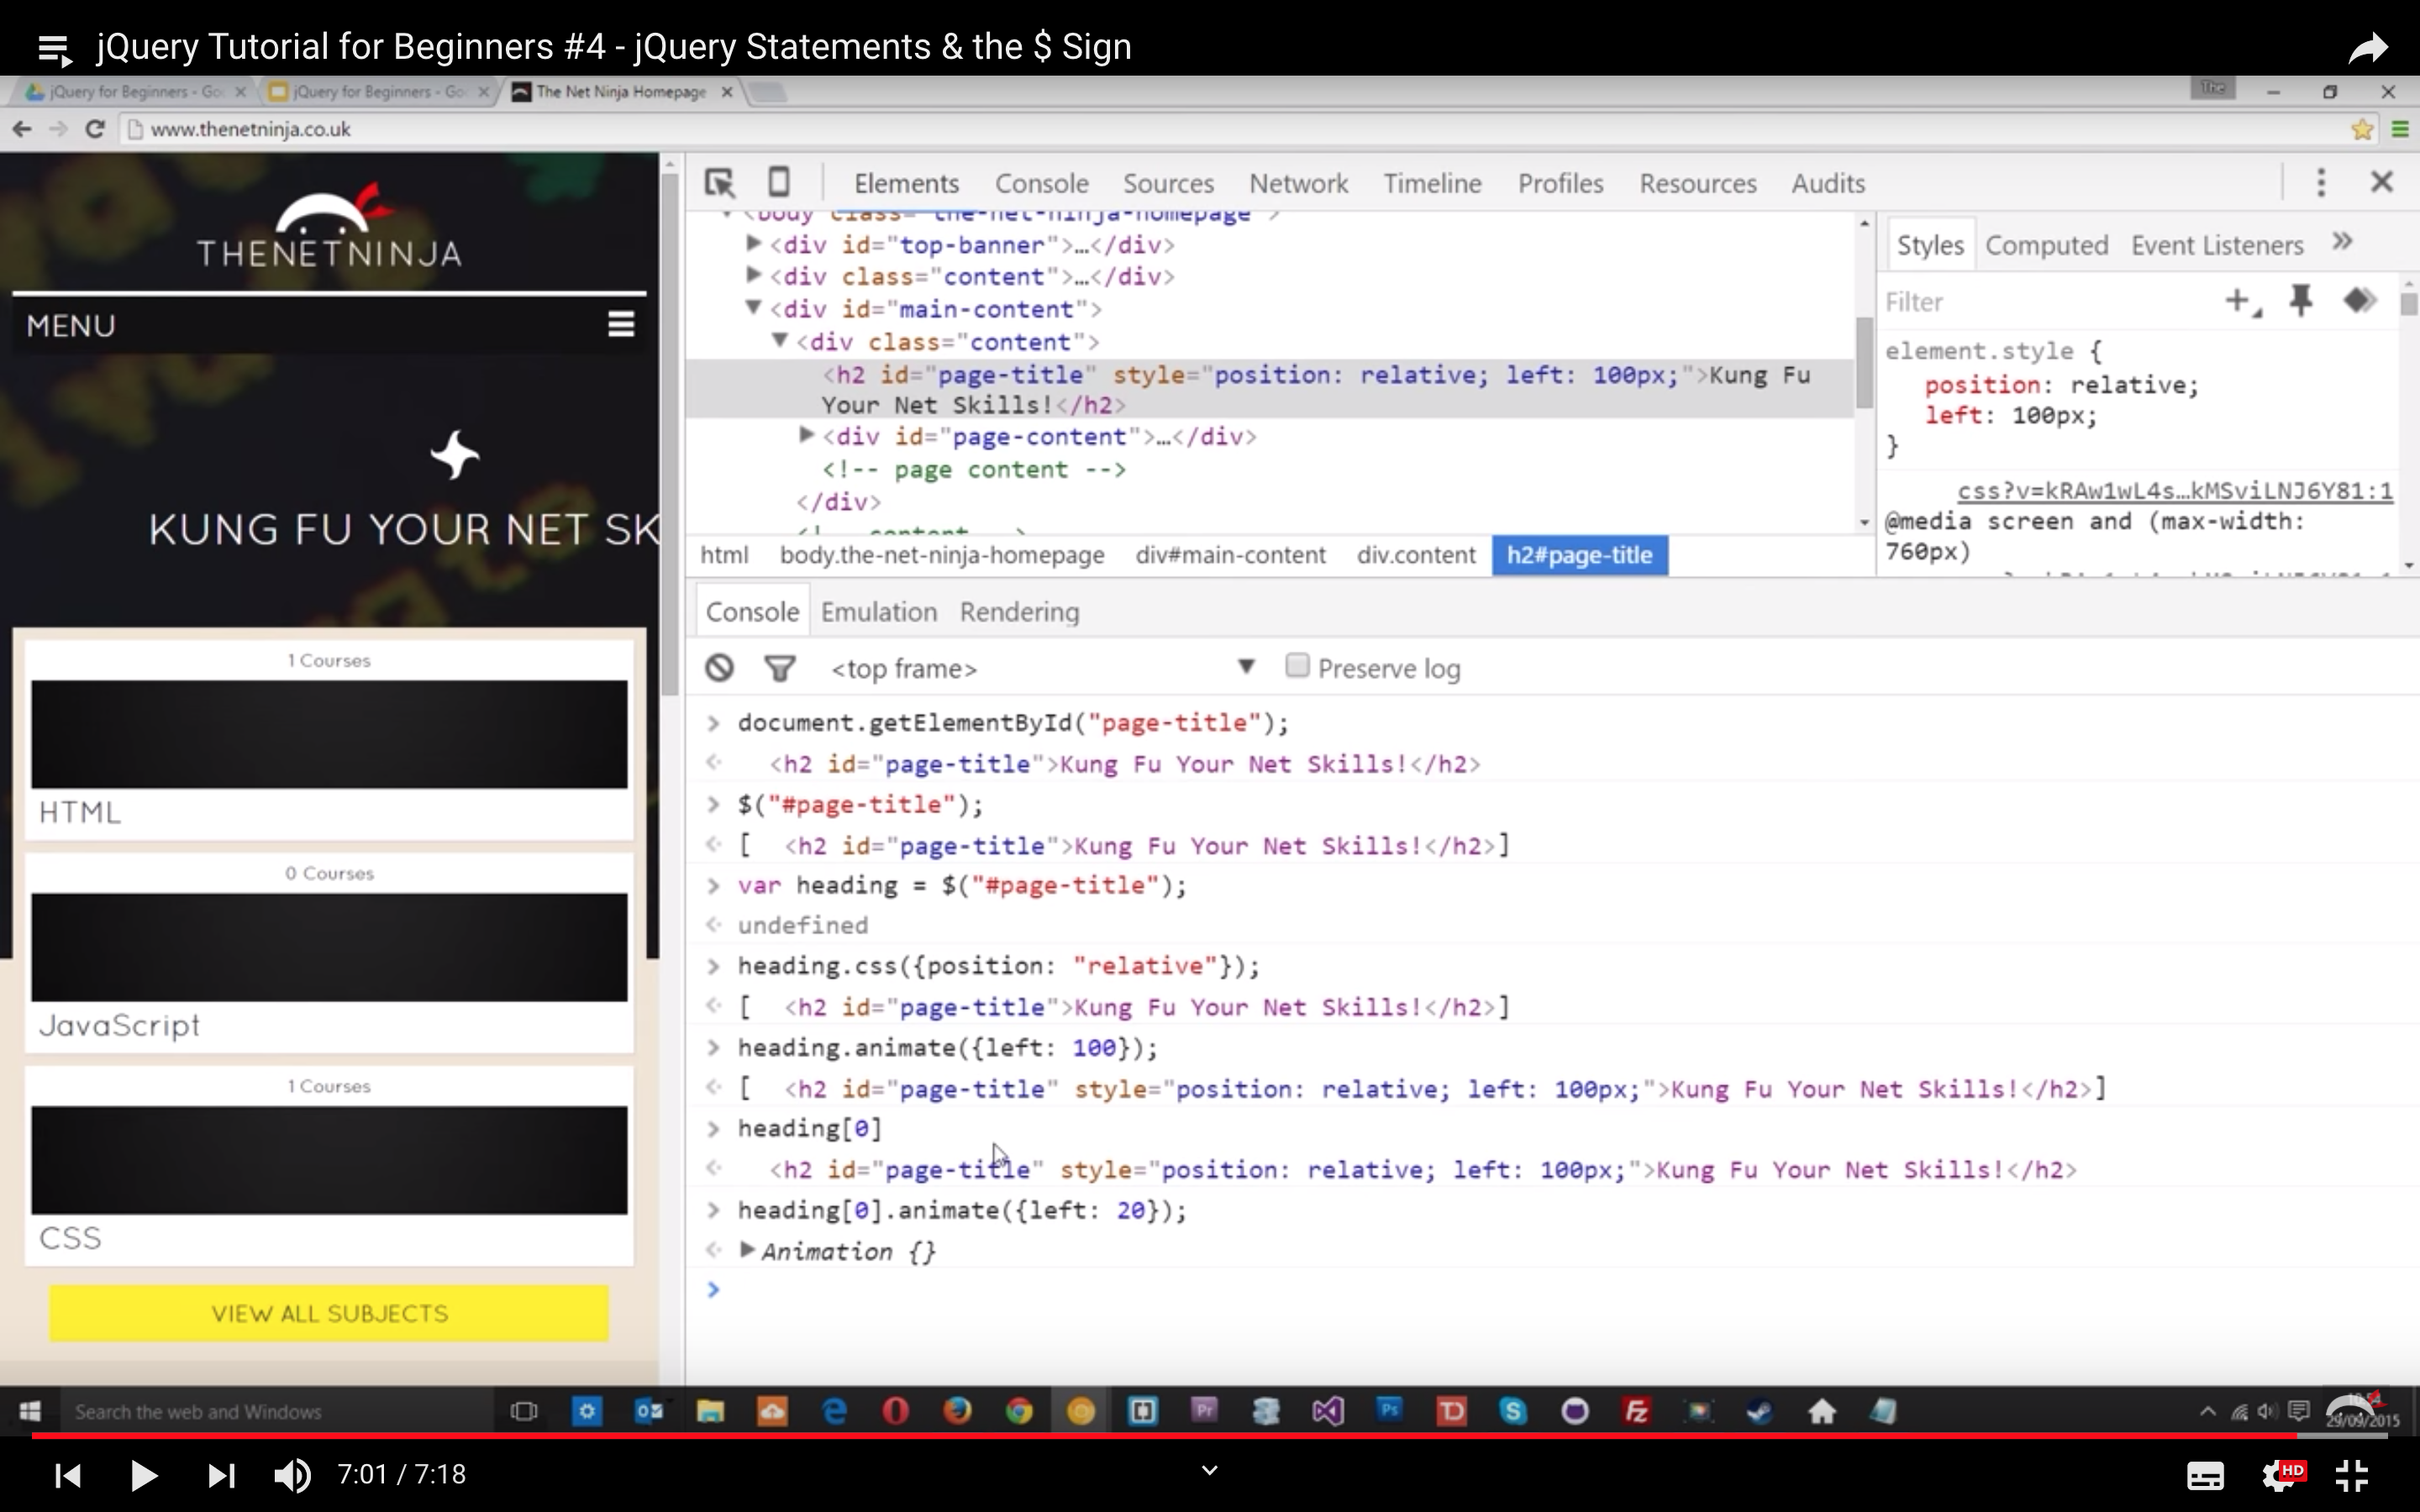 jQuery Tutorial for Beginners #4 - jQuery Statements & the $ Sign
jQuery for Beginners - Go
jQuery for Beginners - Go
The Net Ninja Homepage
The
www.thenetninja.co.uk
THENETNINJA
MENU
KUNG FU YOUR NET SK
1 Courses
HTML
0 Courses
JavaScript
1 Courses
CSS
VIEW ALL SUBJECTS
Elements Console Sources Network Timeline Profiles Resources Audits
<body class="the-net-ninja-homepage">
<div id="top-banner">…</div>
<div class="content">…</div>
<div id="main-content">
<div class="content">
<h2 id="page-title" style="position: relative; left: 100px;">Kung Fu
Your Net Skills!</h2>
<div id="page-content">…</div>
<!-- page content -->
</div>
html body.the-net-ninja-homepage div#main-content div.content h2#page-title
Styles Computed Event Listeners »
Filter
element.style {
position: relative;
left: 100px;
}
css?v=kRAw1wL4s…kMSviLNJ6Y81:1
@media screen and (max-width:
760px)
Console Emulation Rendering
<top frame> ▼ Preserve log
> document.getElementById("page-title");
<h2 id="page-title">Kung Fu Your Net Skills!</h2>
> $("#page-title");
[ <h2 id="page-title">Kung Fu Your Net Skills!</h2>]
> var heading = $("#page-title");
undefined
> heading.css({position: "relative"});
[ <h2 id="page-title">Kung Fu Your Net Skills!</h2>]
> heading.animate({left: 100});
[ <h2 id="page-title" style="position: relative; left: 100px;">Kung Fu Your Net Skills!</h2>]
> heading[0]
<h2 id="page-title" style="position: relative; left: 100px;">Kung Fu Your Net Skills!</h2>
> heading[0].animate({left: 20});
Animation {}
>
Search the web and Windows
29/09/2015
7:01 / 7:18
HD